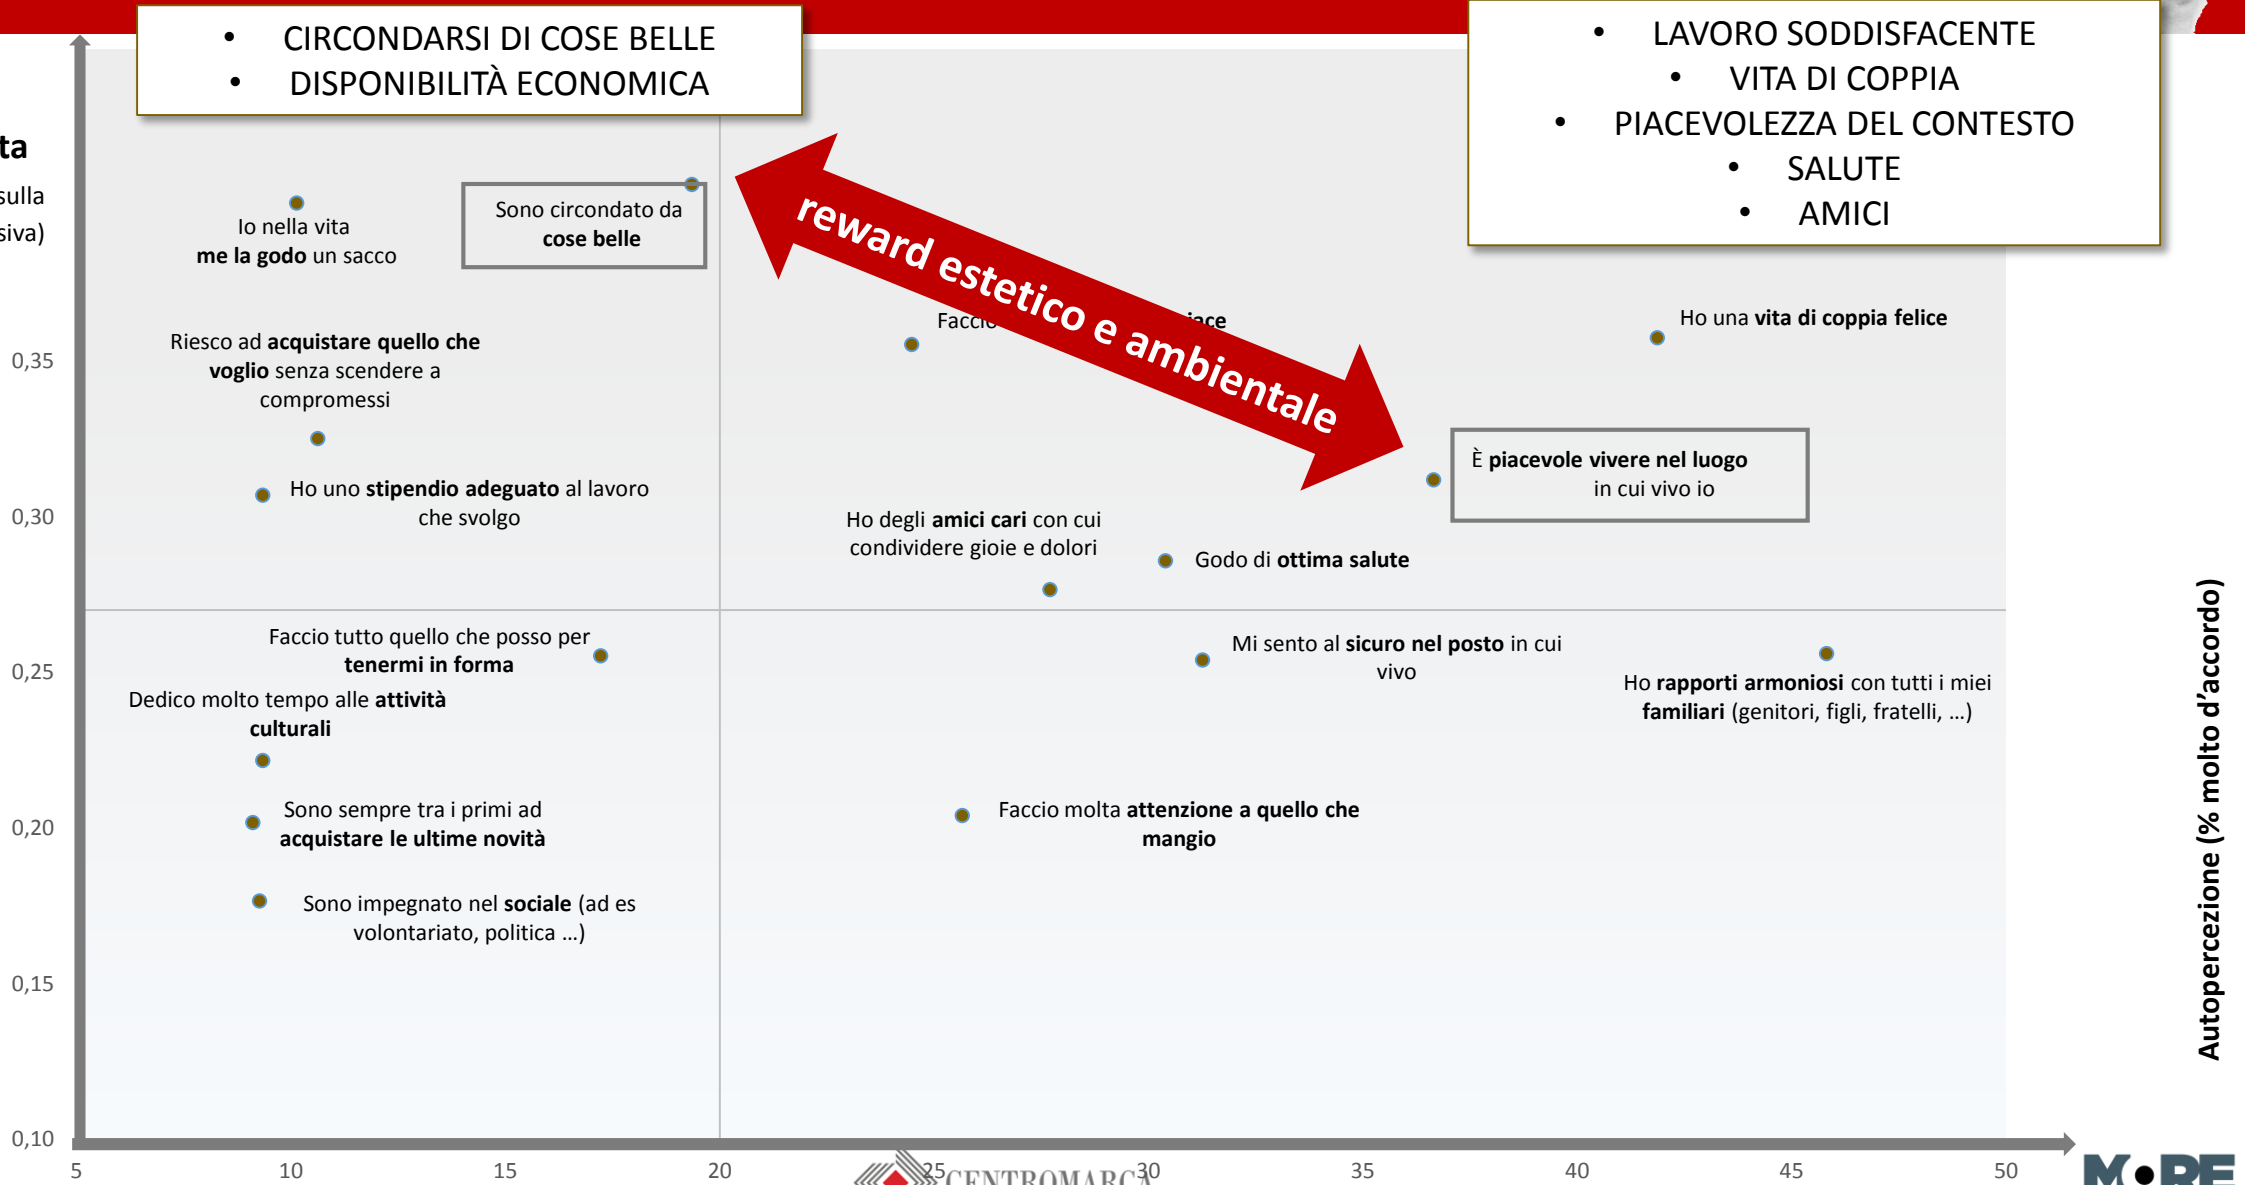 • CIRCONDARSI DI COSE BELLE
• DISPONIBILITÀ ECONOMICA
• LAVORO SODDISFACENTE
• VITA DI COPPIA
• PIACEVOLEZZA DEL CONTESTO
• SALUTE
• AMICI
ta
sulla
siva)
Io nella vita
me la godo un sacco
Sono circondato da
cose belle
reward estetico e ambientale
Faccio
iace
Ho una vita di coppia felice
Riesco ad acquistare quello che
voglio senza scendere a
compromessi
0,35
È piacevole vivere nel luogo
in cui vivo io
Ho uno stipendio adeguato al lavoro
che svolgo
0,30
Ho degli amici cari con cui
condividere gioie e dolori
Godo di ottima salute
Faccio tutto quello che posso per
tenermi in forma
Mi sento al sicuro nel posto in cui
vivo
0,25
Ho rapporti armoniosi con tutti i miei
familiari (genitori, figli, fratelli, …)
Dedico molto tempo alle attività
culturali
Sono sempre tra i primi ad
acquistare le ultime novità
Faccio molta attenzione a quello che
mangio
0,20
Sono impegnato nel sociale (ad es
volontariato, politica …)
0,15
0,10
Autopercezione (% molto d'accordo)
5 10 15 20 25 30 35 40 45 50
CENTROMARCA
MORE